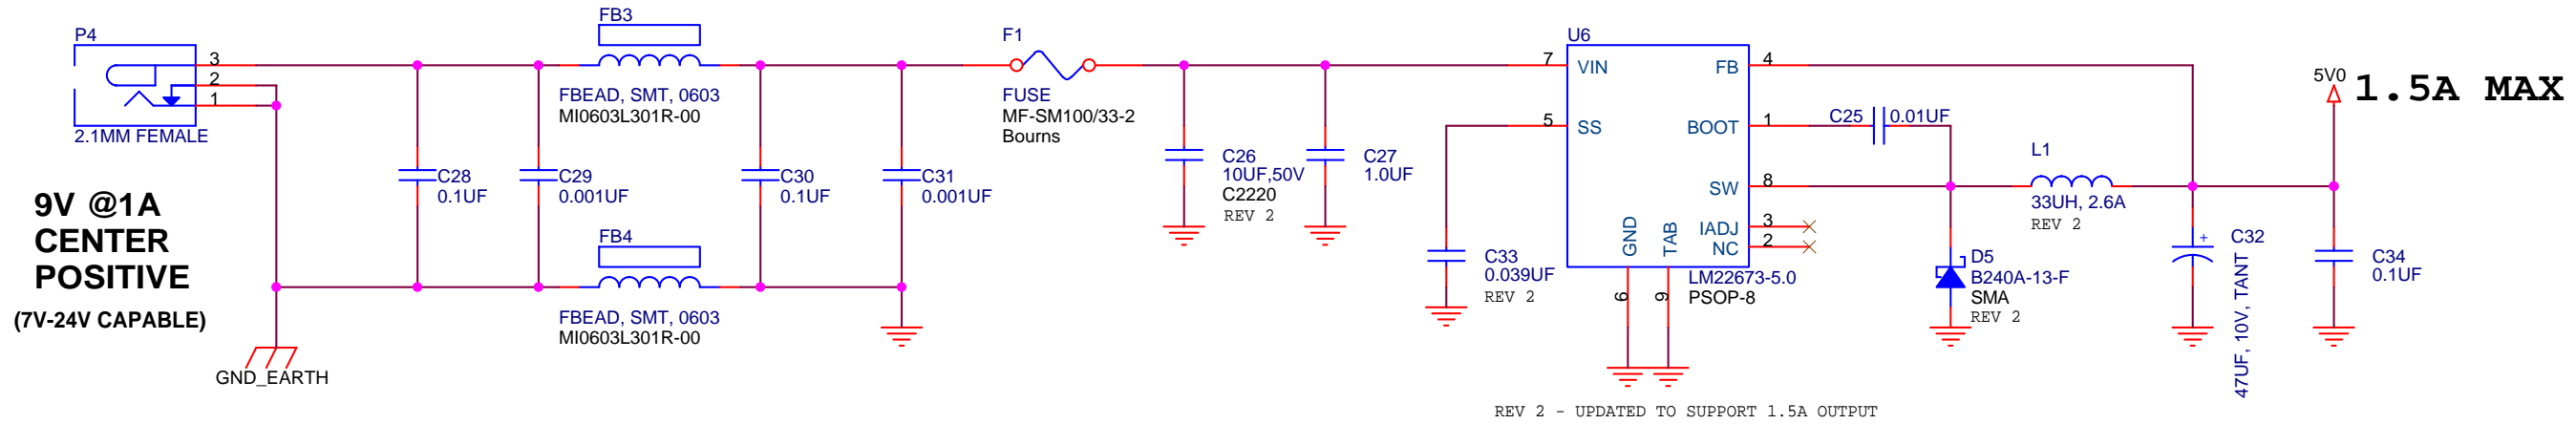 P4
3
2
1
2.1MM FEMALE
9V @1A
CENTER
POSITIVE
(7V-24V CAPABLE)
GND_EARTH
C28
0.1UF
C29
0.001UF
FB3
FBEAD, SMT, 0603
MI0603L301R-00
FB4
FBEAD, SMT, 0603
MI0603L301R-00
C30
0.1UF
C31
0.001UF
F1
FUSE
MF-SM100/33-2
Bourns
C26
10UF,50V
C2220
REV 2
C27
1.0UF
C33
0.039UF
REV 2
U6
7 VIN
FB 4
5 SS
BOOT 1
SW 8
IADJ 3
NC 2
GND
TAB
6
9
LM22673-5.0
PSOP-8
C25 0.01UF
L1
33UH, 2.6A
REV 2
D5
B240A-13-F
SMA
REV 2
+
C32
47UF, 10V, TANT
C34
0.1UF
5V0
1.5A MAX
REV 2 - UPDATED TO SUPPORT 1.5A OUTPUT